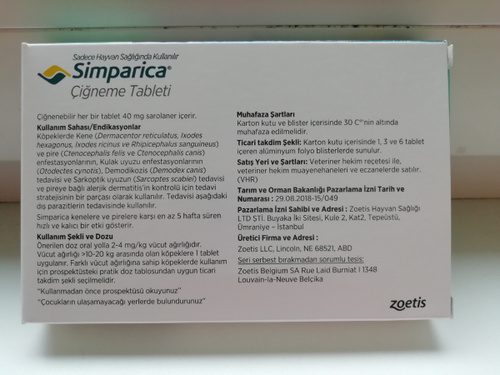 Sadece Hayvan Sağlığında Kullanılır
Simparica®
Çiğneme Tableti
Çiğnenebilir her bir tablet 40 mg sarolaner içerir.
Kullanım Sahası/Endikasyonlar
Köpeklerde Kene (Dermacentor reticulatus, Ixodes
hexagonus, Ixodes ricinus ve Rhipicephalus sanguineus)
ve pire (Ctenocephalis felis ve Ctenocephalis canis)
enfestasyonlarının, Kulak uyuzu enfestasyonlarının
(Otodectes cynotis), Demodikozis (Demodex canis)
tedavisi ve Sarkoptik uyuzun (Sarcoptes scabiei) tedavisi
ve pireye bağlı alerjik dermatitis'in kontrolü için tedavi
stratejisinin bir parçası olarak kullanılır. Tedavisi aşağıdaki
dış parazitlerin tedavisinde kullanılır.
Simparica kenelere ve pirelere karşı en az 5 hafta süren
hızlı ve kalıcı bir etki gösterir.
Kullanım Şekli ve Dozu
Önerilen doz oral yolla 2-4 mg/kg vücut ağırlığıdır.
Vücut ağırlığı >10-20 kg arasında olan köpeklere 1 tablet
uygulanır. Farklı vücut ağırlığına sahip köpeklerde kullanım
için prospektüsteki pratik doz tablosundan uygun ticari
takdim şekli seçilmelidir.
"Kullanmadan önce prospektüsü okuyunuz"
"Çocukların ulaşamayacağı yerlerde bulundurunuz"
Muhafaza Şartları
Karton kutu ve blister içerisinde 30 C°'nin altında
muhafaza edilmelidir.
Ticari takdim Şekli: Karton kutu içerisinde 1, 3 ve 6 tablet
içeren alüminyum folyo blisterlerde sunulur.
Satış Yeri ve Şartları: Veteriner hekim reçetesi ile,
veteriner hekim muayenehaneleri ve eczanelerde satılır.
(VHR)
Tarım ve Orman Bakanlığı Pazarlama İzni Tarih ve
Numarası : 29.08.2018-15/049
Pazarlama İzni Sahibi ve Adresi : Zoetis Hayvan Sağlığı
LTD ŞTİ. Buyaka İki Sitesi, Kule 2, Kat2, Tepeüstü,
Ümraniye – İstanbul
Üretici Firma ve Adresi :
Zoetis LLC. Lincoln, NE 68521, ABD
Seri serbest bırakmadan sorumlu tesis:
Zoetis Belgium SA Rue Laid Burniat 1 1348
Louvain-la-Neuve Belçika
zoetis